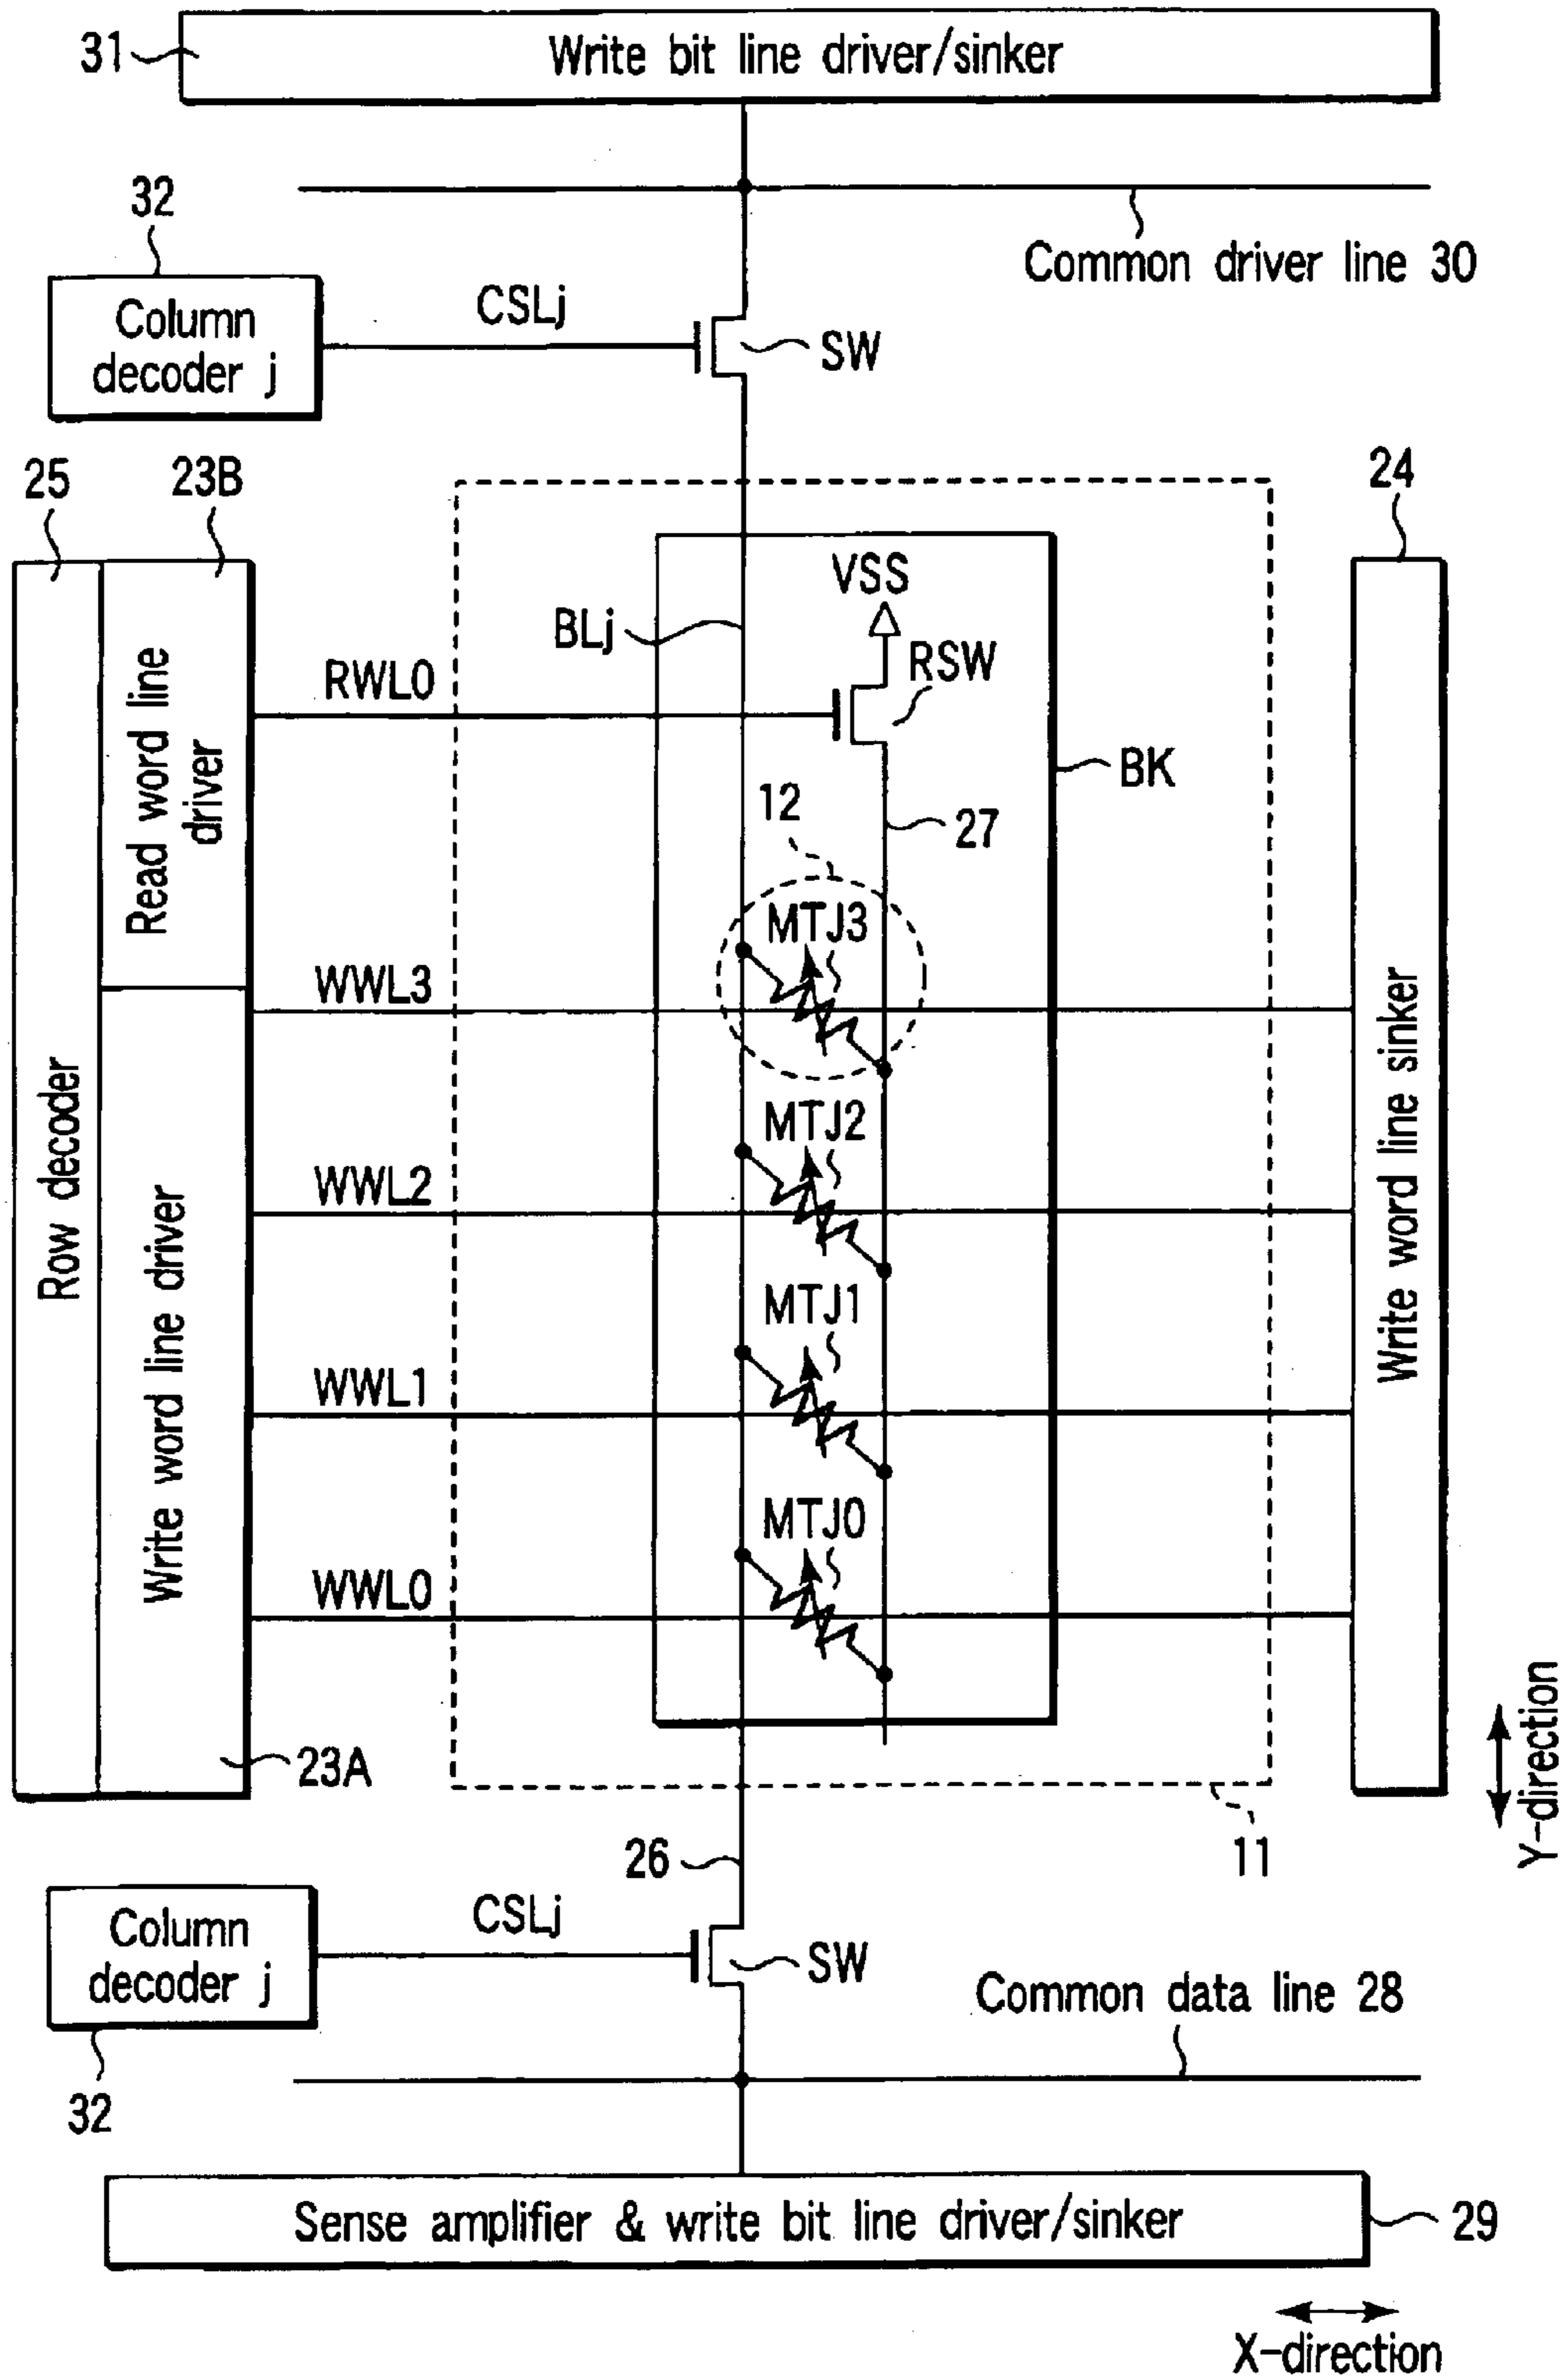 31
Write bit line driver/sinker
32
Common driver line 30
Column
decoder j
CSLj
SW
25
23B
24
VSS
BLj
RSW
RWL0
Read word line
driver
BK
12
27
MTJ3
WWL3
Row decoder
Write word line sinker
MTJ2
WWL2
Write word line driver
MTJ1
WWL1
MTJ0
WWL0
23A
Y-direction
11
26
Column
decoder j
CSLj
SW
Common data line 28
32
Sense amplifier & write bit line driver/sinker
29
X-direction